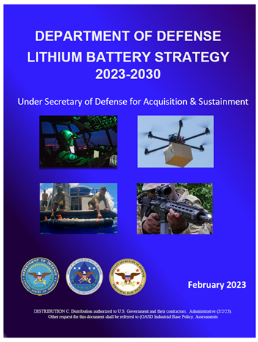 DEPARTMENT OF DEFENSE
LITHIUM BATTERY STRATEGY
2023-2030
Under Secretary of Defense for Acquisition & Sustainment
February 2023
DISTRIBUTION C. Distribution authorized to U.S. Government and their contractors. Administrative (2/2/23).
Other request for this document shall be referred to (OASD Industrial Base Policy, Assessments